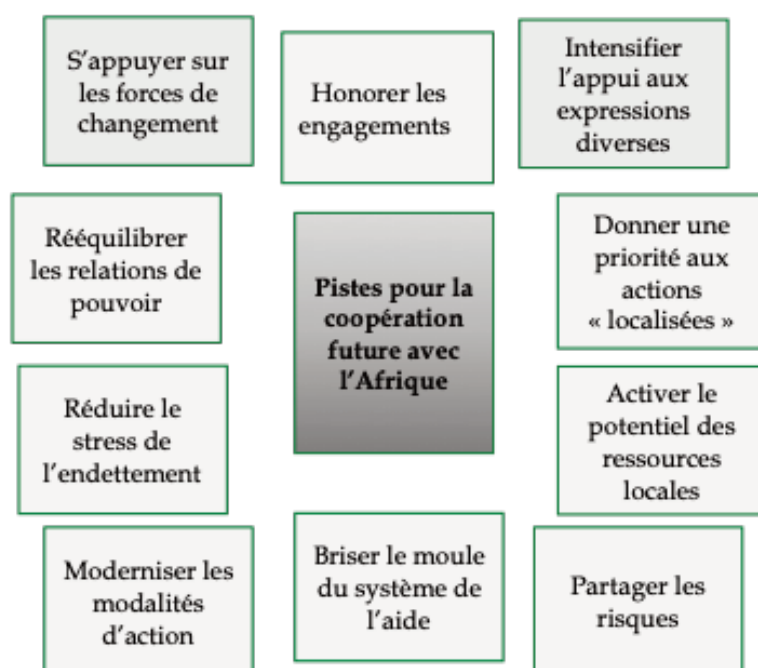 S'appuyer sur
les forces de
changement
Honorer les
engagements
Intensifier
l'appui aux
expressions
diverses
Rééquilibrer
les relations de
pouvoir
Pistes pour la
coopération
future avec
l'Afrique
Donner une
priorité aux
actions
« localisées »
Réduire le
stress de
l'endettement
Activer le
potentiel des
ressources
locales
Moderniser les
modalités
d'action
Briser le moule
du système de
l'aide
Partager les
risques